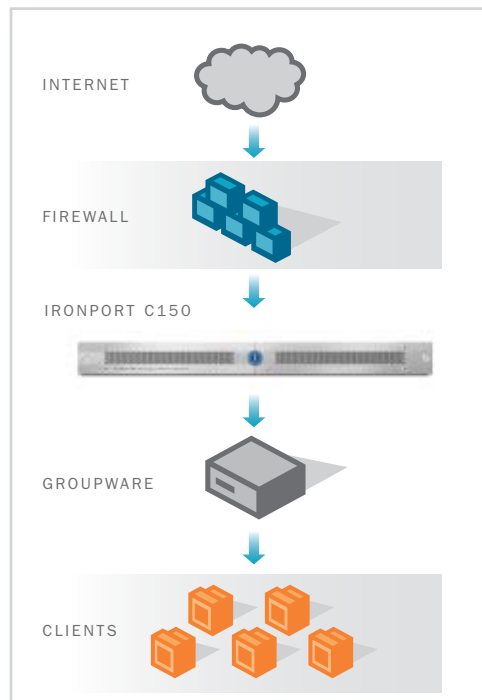 INTERNET
FIREWALL
IRONPORT C150
GROUPWARE
CLIENTS